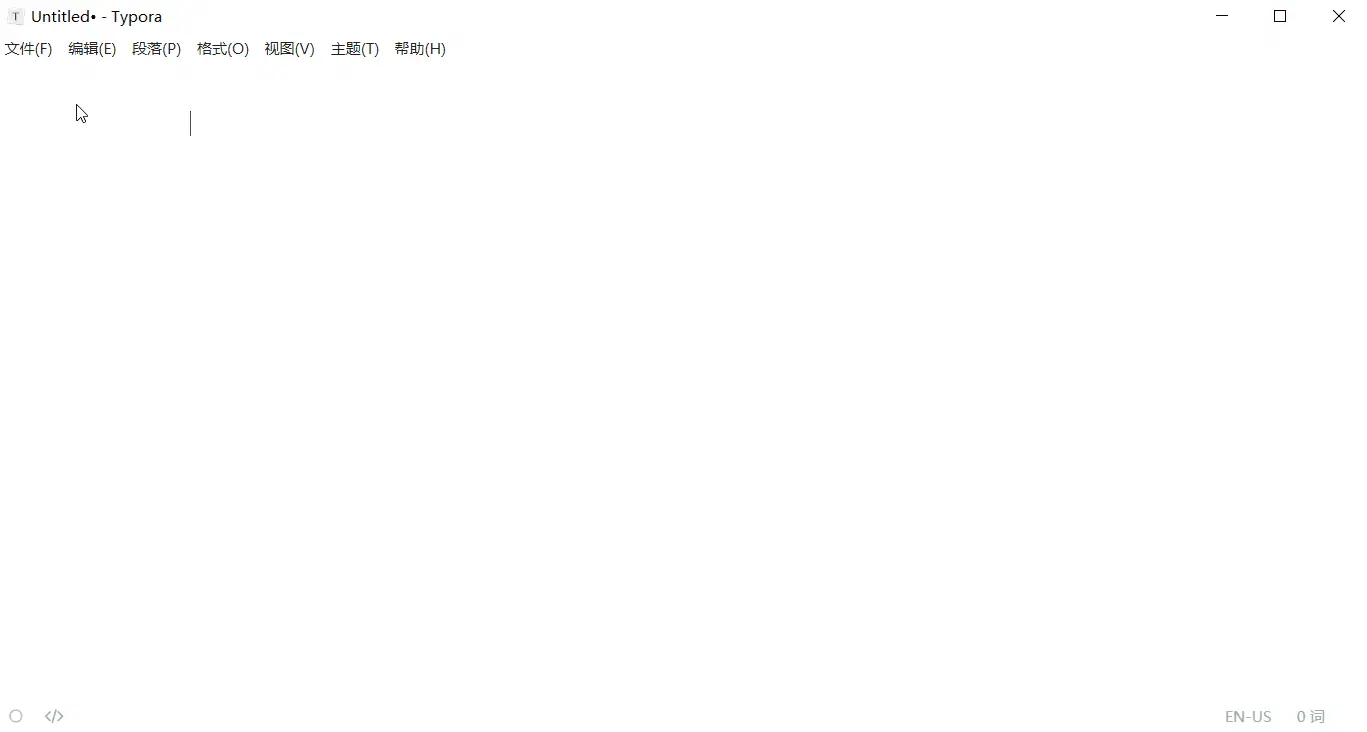 Untitled• - Typora
文件(F) 编辑(E) 段落(P) 格式(O) 视图(V) 主题(T) 帮助(H)
EN-US 0 词